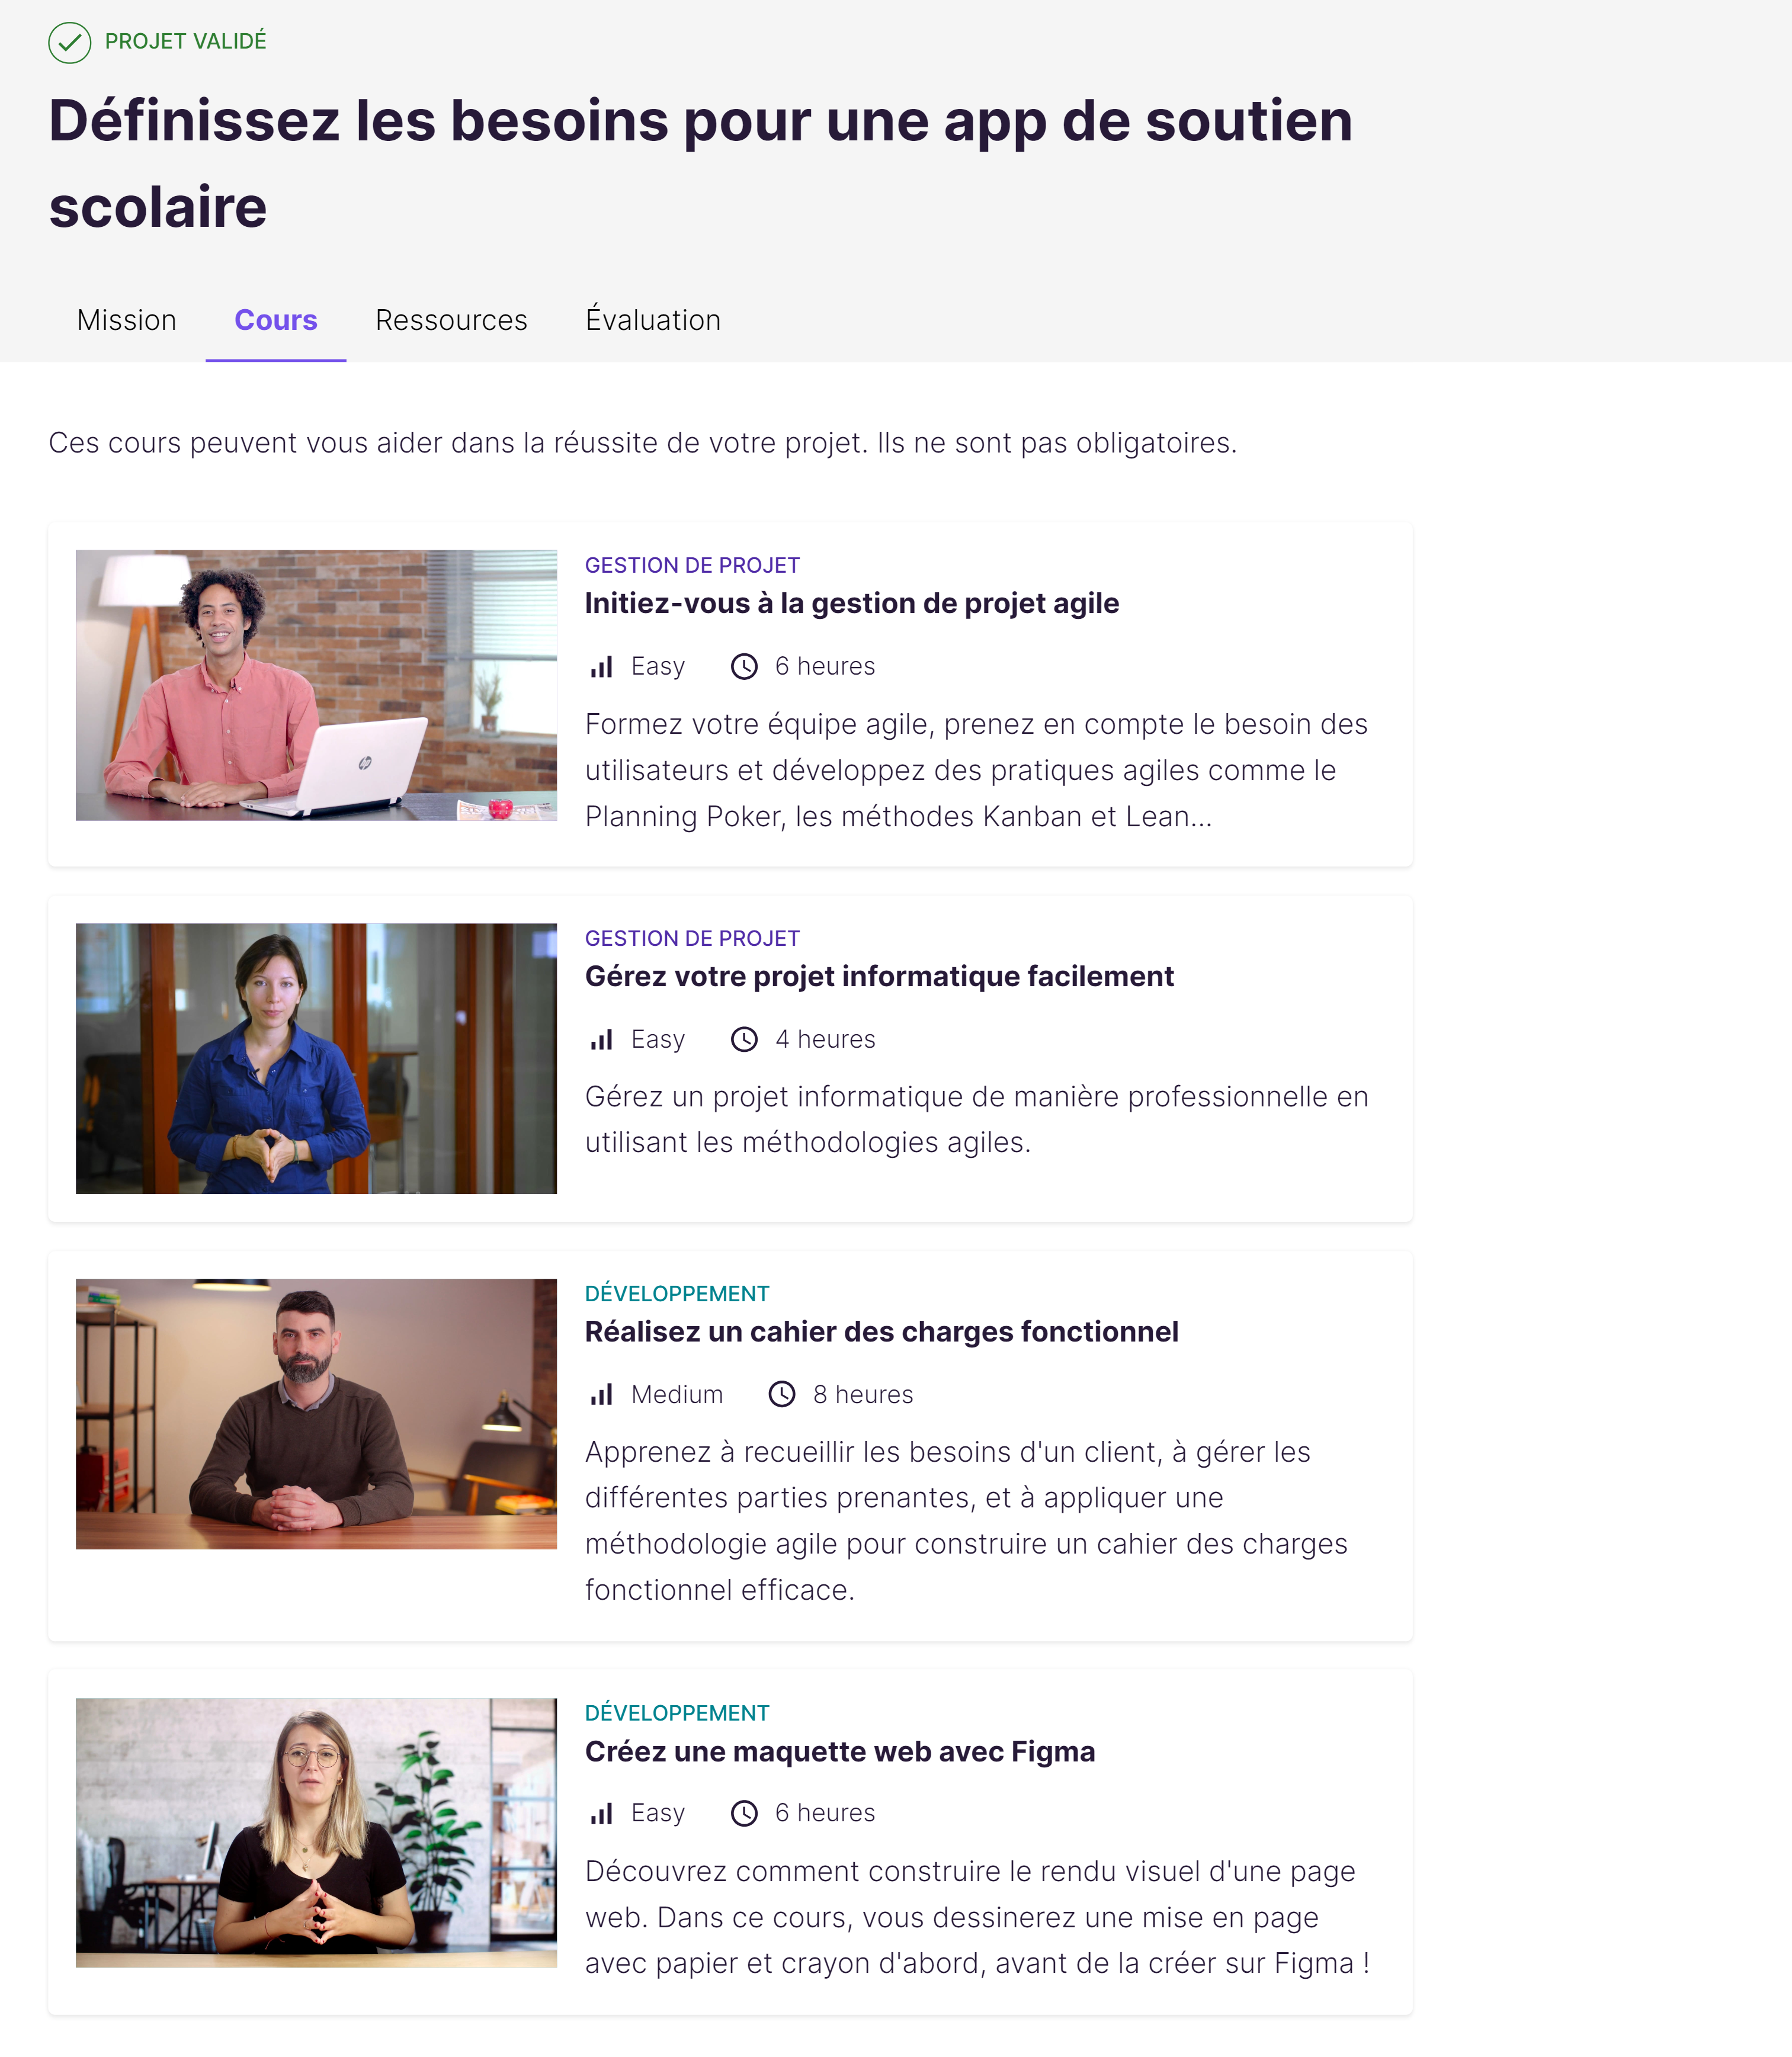 PROJET VALIDÉ
Définissez les besoins pour une app de soutien
scolaire
Mission
Cours
Ressources
Évaluation
Ces cours peuvent vous aider dans la réussite de votre projet. Ils ne sont pas obligatoires.
GESTION DE PROJET
Initiez-vous à la gestion de projet agile
Easy
6 heures
Formez votre équipe agile, prenez en compte le besoin des
utilisateurs et développez des pratiques agiles comme le
Planning Poker, les méthodes Kanban et Lean...
hp
GESTION DE PROJET
Gérez votre projet informatique facilement
Easy
4 heures
Gérez un projet informatique de manière professionnelle en
utilisant les méthodologies agiles.
DÉVELOPPEMENT
Réalisez un cahier des charges fonctionnel
Medium
8 heures
Apprenez à recueillir les besoins d'un client, à gérer les
différentes parties prenantes, et à appliquer une
méthodologie agile pour construire un cahier des charges
fonctionnel efficace.
DÉVELOPPEMENT
Créez une maquette web avec Figma
Easy
6 heures
Découvrez comment construire le rendu visuel d'une page
web. Dans ce cours, vous dessinerez une mise en page
avec papier et crayon d'abord, avant de la créer sur Figma !